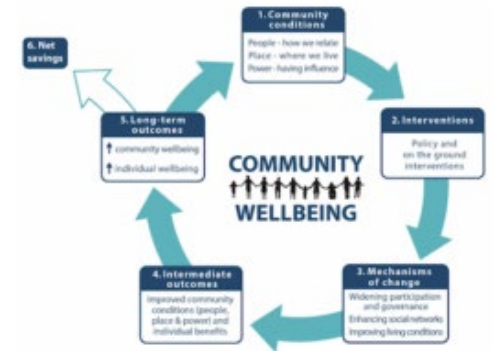 1. Community
conditions
People - how we relate
Place - where we live
Power - having influence
2. Interventions
Policy and
on the ground
interventions
3. Mechanisms
of change
Widening participation
and governance
Enhancing social networks
Improving living conditions
4. Intermediate
outcomes
Improved community
conditions (people,
place & power) and
individual benefits
5. Long-term
outcomes
↑ community wellbeing
↑ individual wellbeing
6. Net
savings
COMMUNITY
WELLBEING